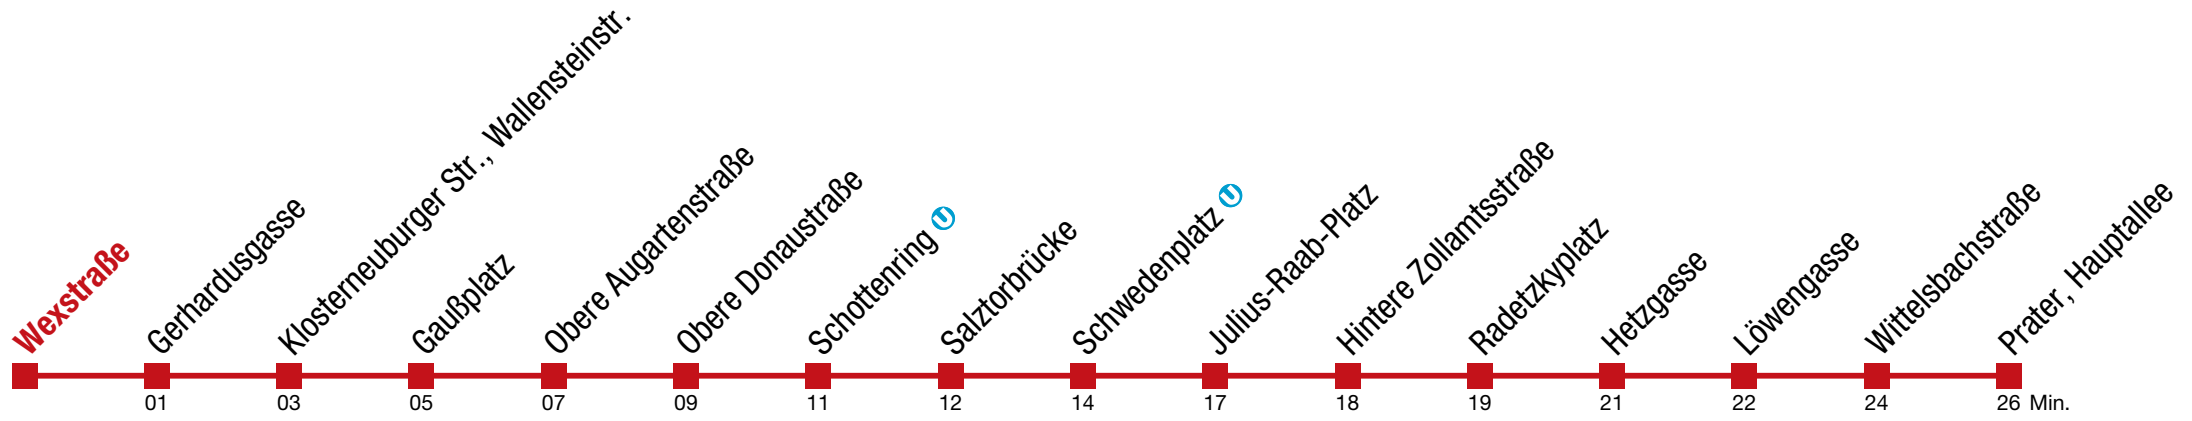 Wexstraße
Gerhardusgasse
Klosterneuburger Str., Wallensteinstr.
Gaußplatz
Obere Augartenstraße
Obere Donaustraße
Schottenring U
Salztorbrücke
Schwedenplatz U
Julius-Raab-Platz
Hintere Zollamtsstraße
Radetzkyplatz
Hetzgasse
Löwengasse
Wittelsbachstraße
Prater, Hauptallee
01 03 05 07 09 11 12 14 17 18 19 21 22 24 26 Min.